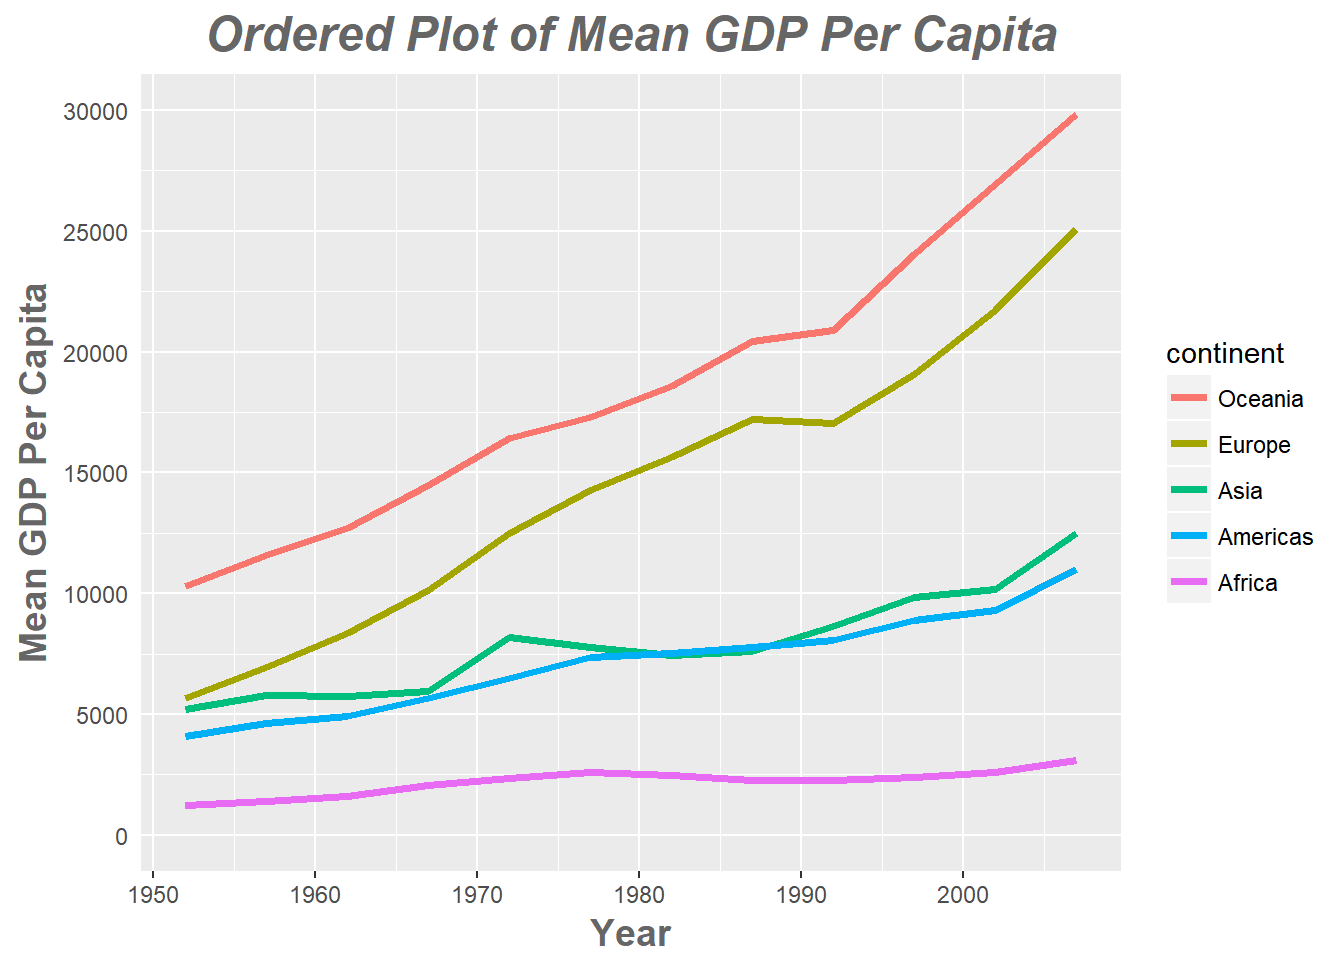 Ordered Plot of Mean GDP Per Capita
Mean GDP Per Capita
30000
25000
20000
15000
10000
5000
0
1950 1960 1970 1980 1990 2000
Year
continent
Oceania
Europe
Asia
Americas
Africa